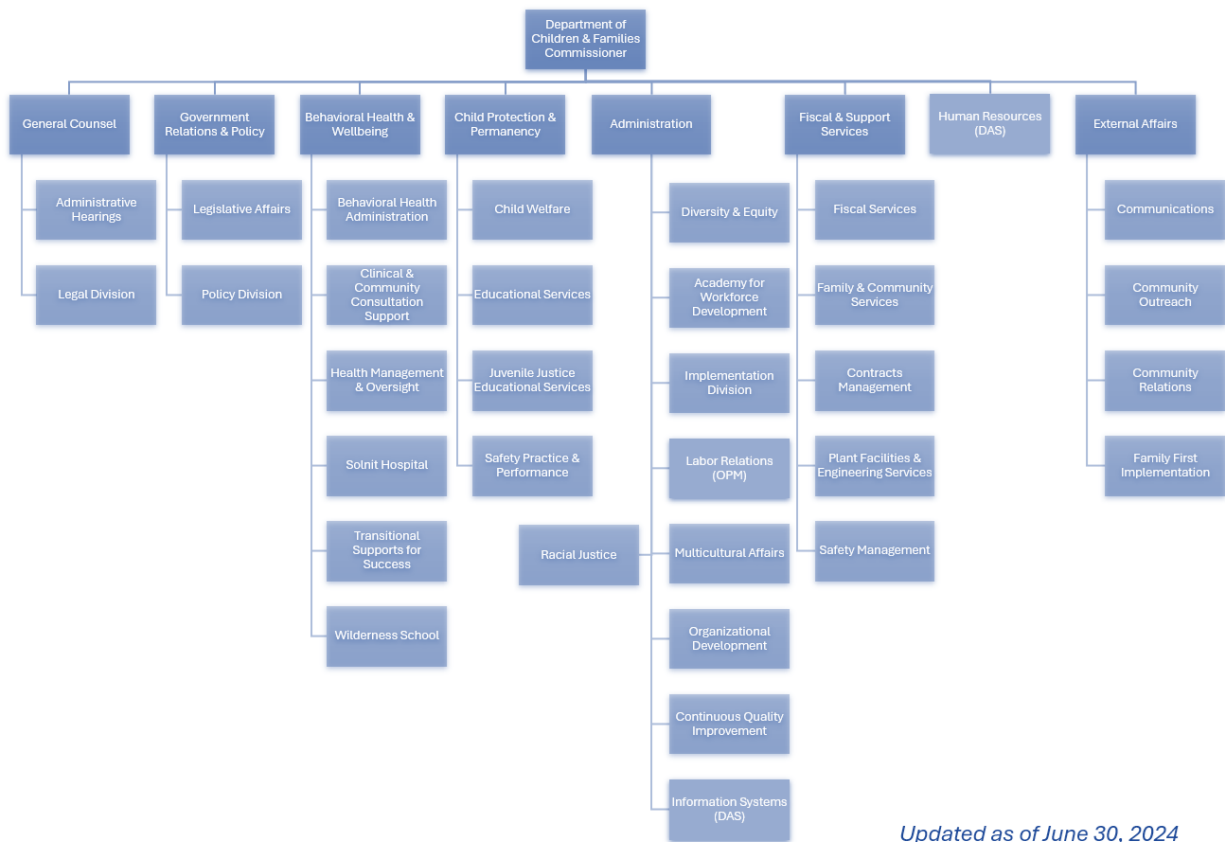 Department of
Children & Families
Commissioner
General Counsel
Government
Relations & Policy
Behavioral Health &
Wellbeing
Child Protection &
Permanency
Administration
Fiscal & Support
Services
Human Resources
(DAS)
External Affairs
Administrative
Hearings
Legal Division
Legislative Affairs
Policy Division
Behavioral Health
Administration
Clinical &
Community
Consultation
Support
Health Management
& Oversight
Solnit Hospital
Transitional
Supports for
Success
Wilderness School
Child Welfare
Educational Services
Juvenile Justice
Educational Services
Safety Practice &
Performance
Diversity & Equity
Academy for
Workforce
Development
Implementation
Division
Labor Relations
(OPM)
Racial Justice
Multicultural Affairs
Organizational
Development
Continuous Quality
Improvement
Information Systems
(DAS)
Fiscal Services
Family & Community
Services
Contracts
Management
Plant Facilities &
Engineering Services
Safety Management
Communications
Community
Outreach
Community
Relations
Family First
Implementation
Updated as of June 30, 2024